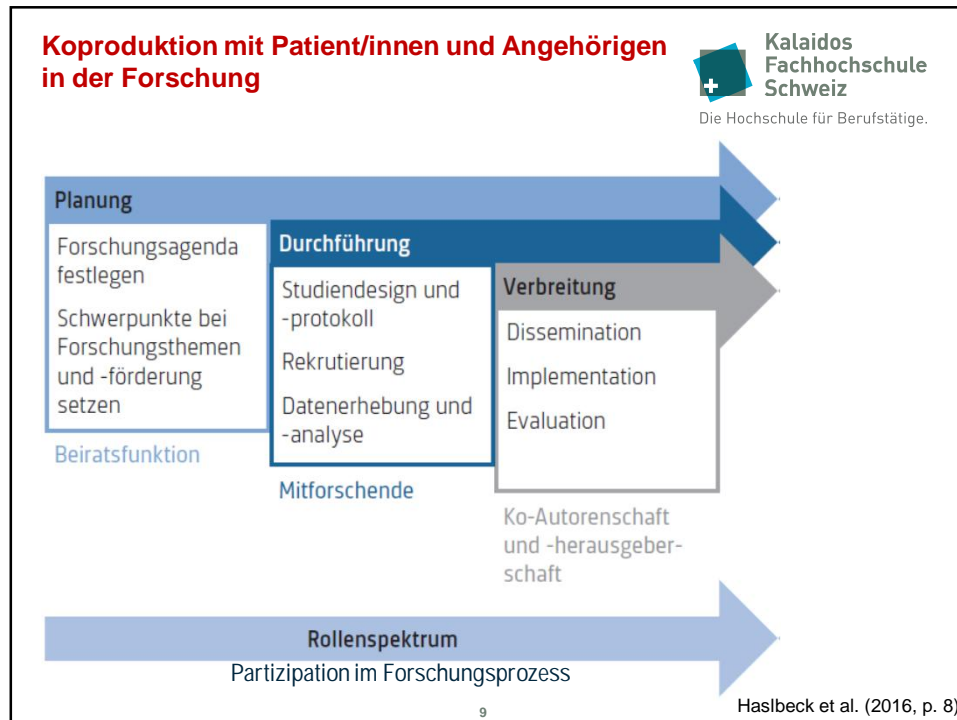 Koproduktion mit Patient/innen und Angehörigen
in der Forschung
Kalaidos
Fachhochschule
Schweiz
Die Hochschule für Berufstätige.
Planung
Forschungsagenda
festlegen
Schwerpunkte bei
Forschungsthemen
und -förderung
setzen
Beiratsfunktion
Durchführung
Studiendesign und
-protokoll
Rekrutierung
Datenerhebung und
-analyse
Mitforschende
Verbreitung
Dissemination
Implementation
Evaluation
Ko-Autorenschaft
und -herausgeber-
schaft
Rollenspektrum
Partizipation im Forschungsprozess
9
Haslbeck et al. (2016, p. 8)